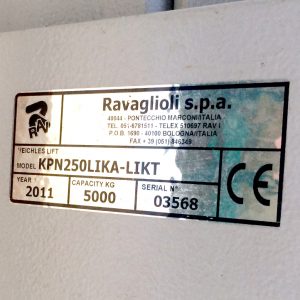 RAV
Ravaglioli s.p.a.
40044 - PONTECCHIO MARCONI/ITALIA
TEL. 051-6781511 - TELEX 510697 RAV I
P.O.B. 1690 - 40100 BOLOGNA/ITALIA
FAX +39 (051) 846349
VEICHLES LIFT
MODEL KPN250LIKA-LIKT
YEAR CAPACITY KG SERIAL N°
2011 5000 03568 CE